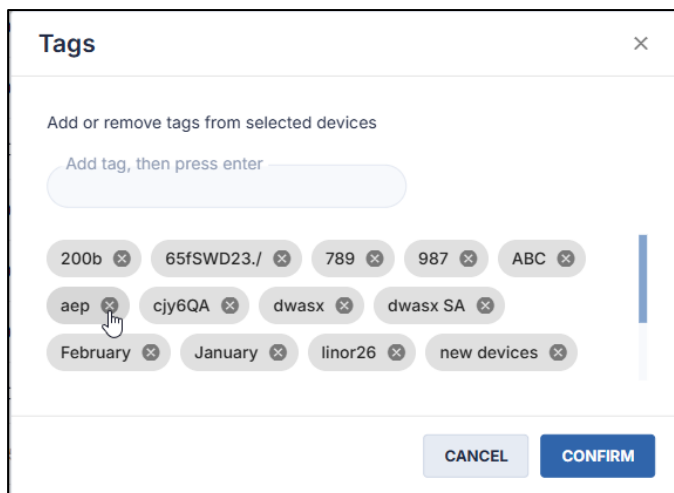 Tags
Add or remove tags from selected devices
Add tag, then press enter
200b 65fSWD23./ 789 987 ABC
aep cjy6QA dwasx dwasx SA
February January linor26 new devices
CANCEL CONFIRM